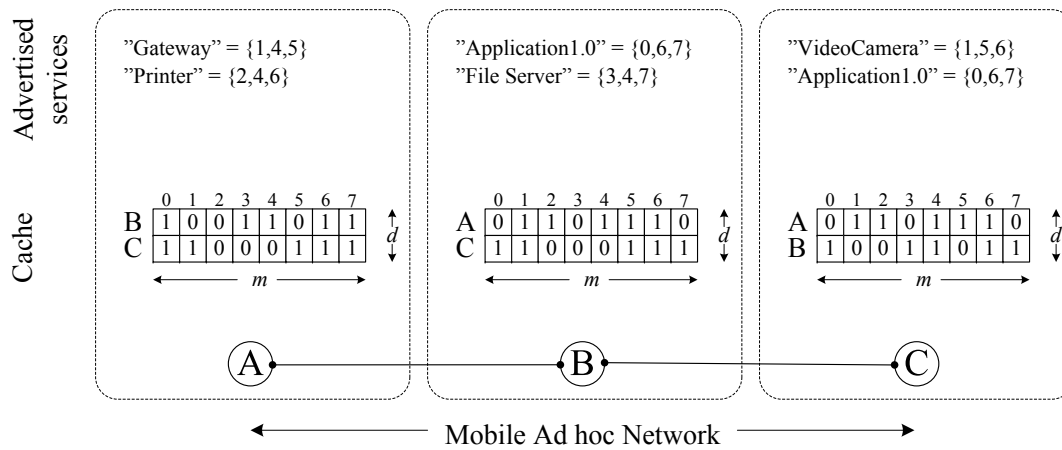 Advertised
services
”Gateway” = {1,4,5}
”Printer” = {2,4,6}
”Application1.0” = {0,6,7}
”File Server” = {3,4,7}
”VideoCamera” = {1,5,6}
”Application1.0” = {0,6,7}
Cache
0 1 2 3 4 5 6 7
B 1 0 0 1 1 0 1 1
C 1 1 0 0 0 1 1 1
d
m
0 1 2 3 4 5 6 7
A 0 1 1 0 1 1 1 0
C 1 1 0 0 0 1 1 1
d
m
0 1 2 3 4 5 6 7
A 0 1 1 0 1 1 1 0
B 1 0 0 1 1 0 1 1
d
m
A
B
C
Mobile Ad hoc Network